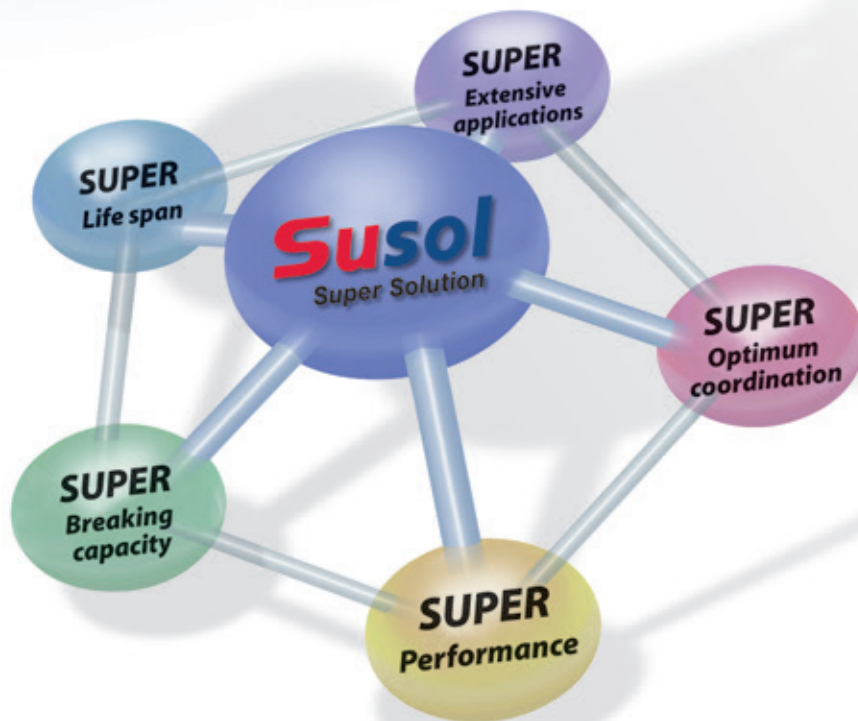 SUPER
Extensive
applications
SUPER
Life span
Susol
Super Solution
SUPER
Optimum
coordination
SUPER
Breaking
capacity
SUPER
Performance